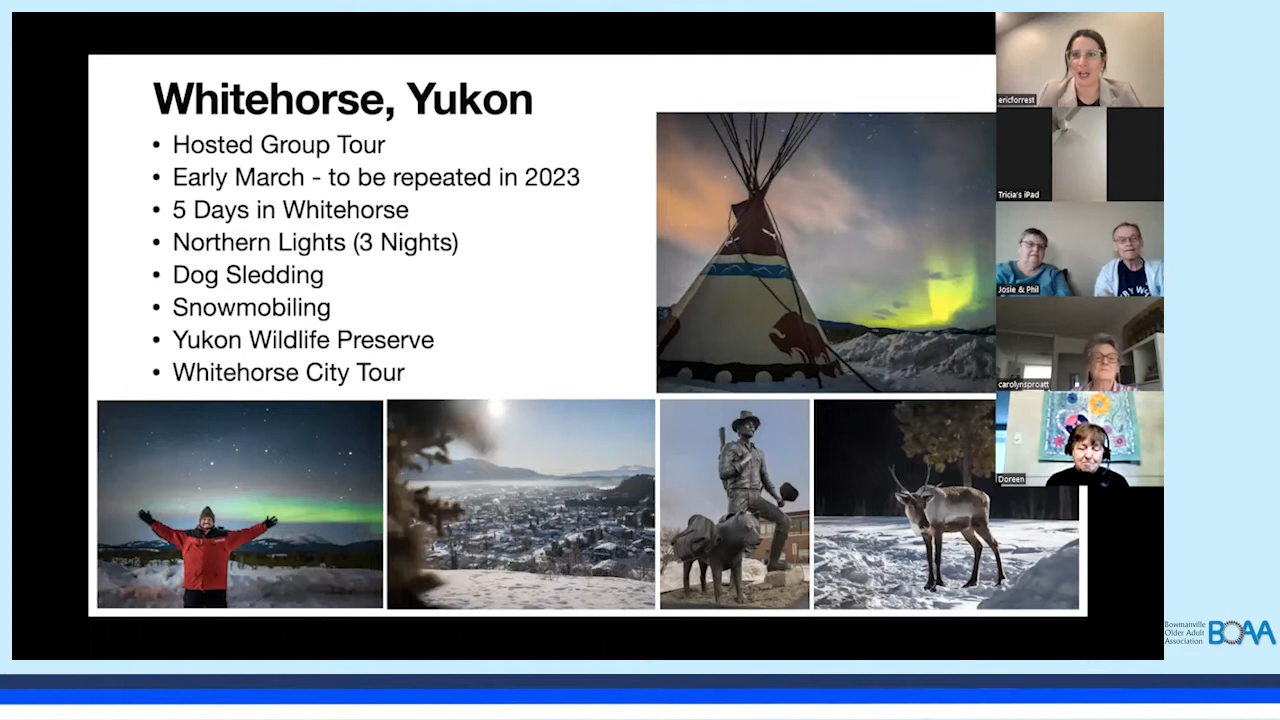 Whitehorse, Yukon
• Hosted Group Tour
• Early March - to be repeated in 2023
• 5 Days in Whitehorse
• Northern Lights (3 Nights)
• Dog Sledding
• Snowmobiling
• Yukon Wildlife Preserve
• Whitehorse City Tour
ericforrest
Tricia's iPad
Josie & Phil
carolynsproatt
Doreen
Bowmanville
Older Adult
Association
BOAA